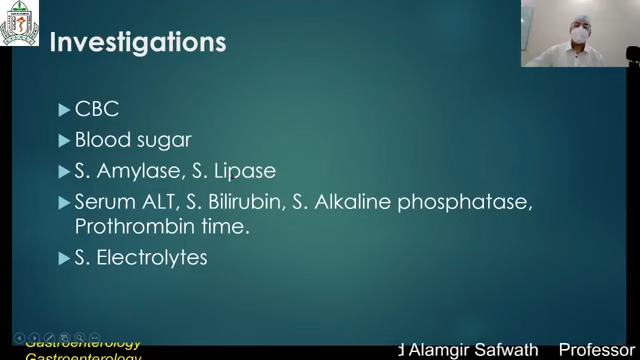 Investigations
CBC
Blood sugar
S. Amylase, S. Lipase
Serum ALT, S. Bilirubin, S. Alkaline phosphatase,
Prothrombin time.
S. Electrolytes
Gastroenterology
Gastroenterology
d Alamgir Safwath Professor